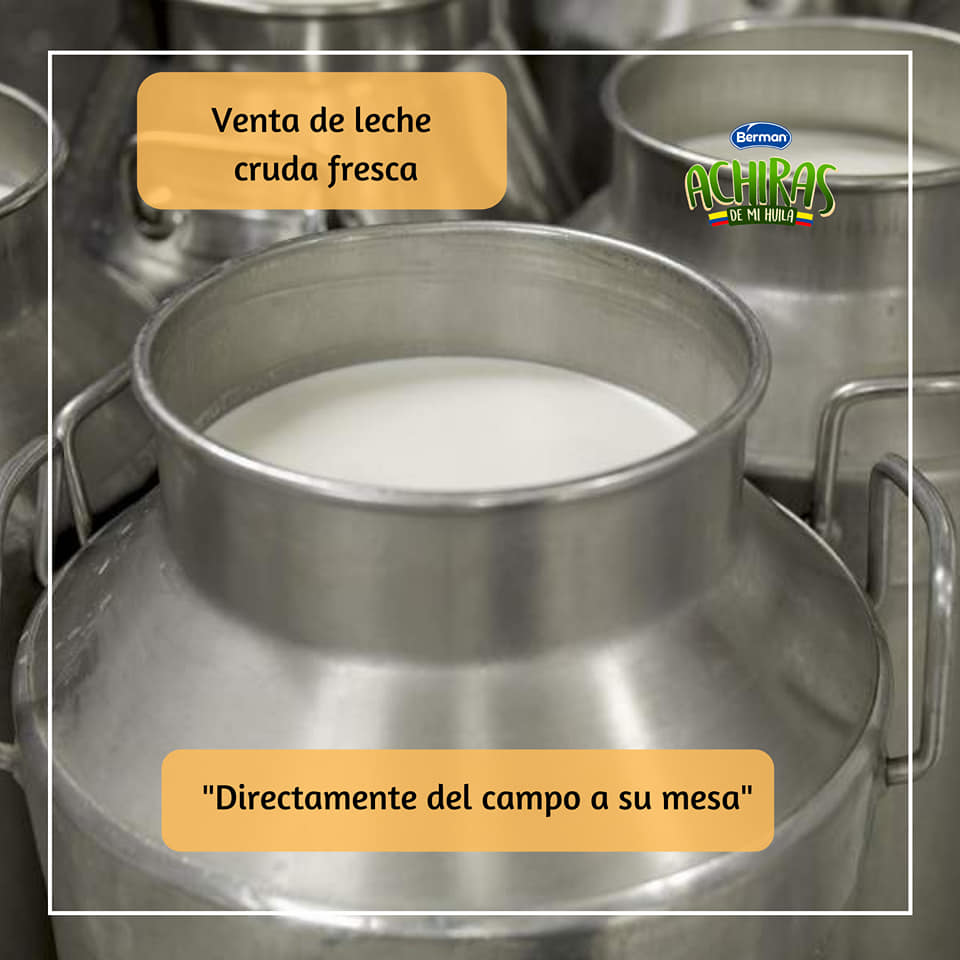 Venta de leche
cruda fresca
Berman
ACHIRAS
DE MI HUILA
"Directamente del campo a su mesa"